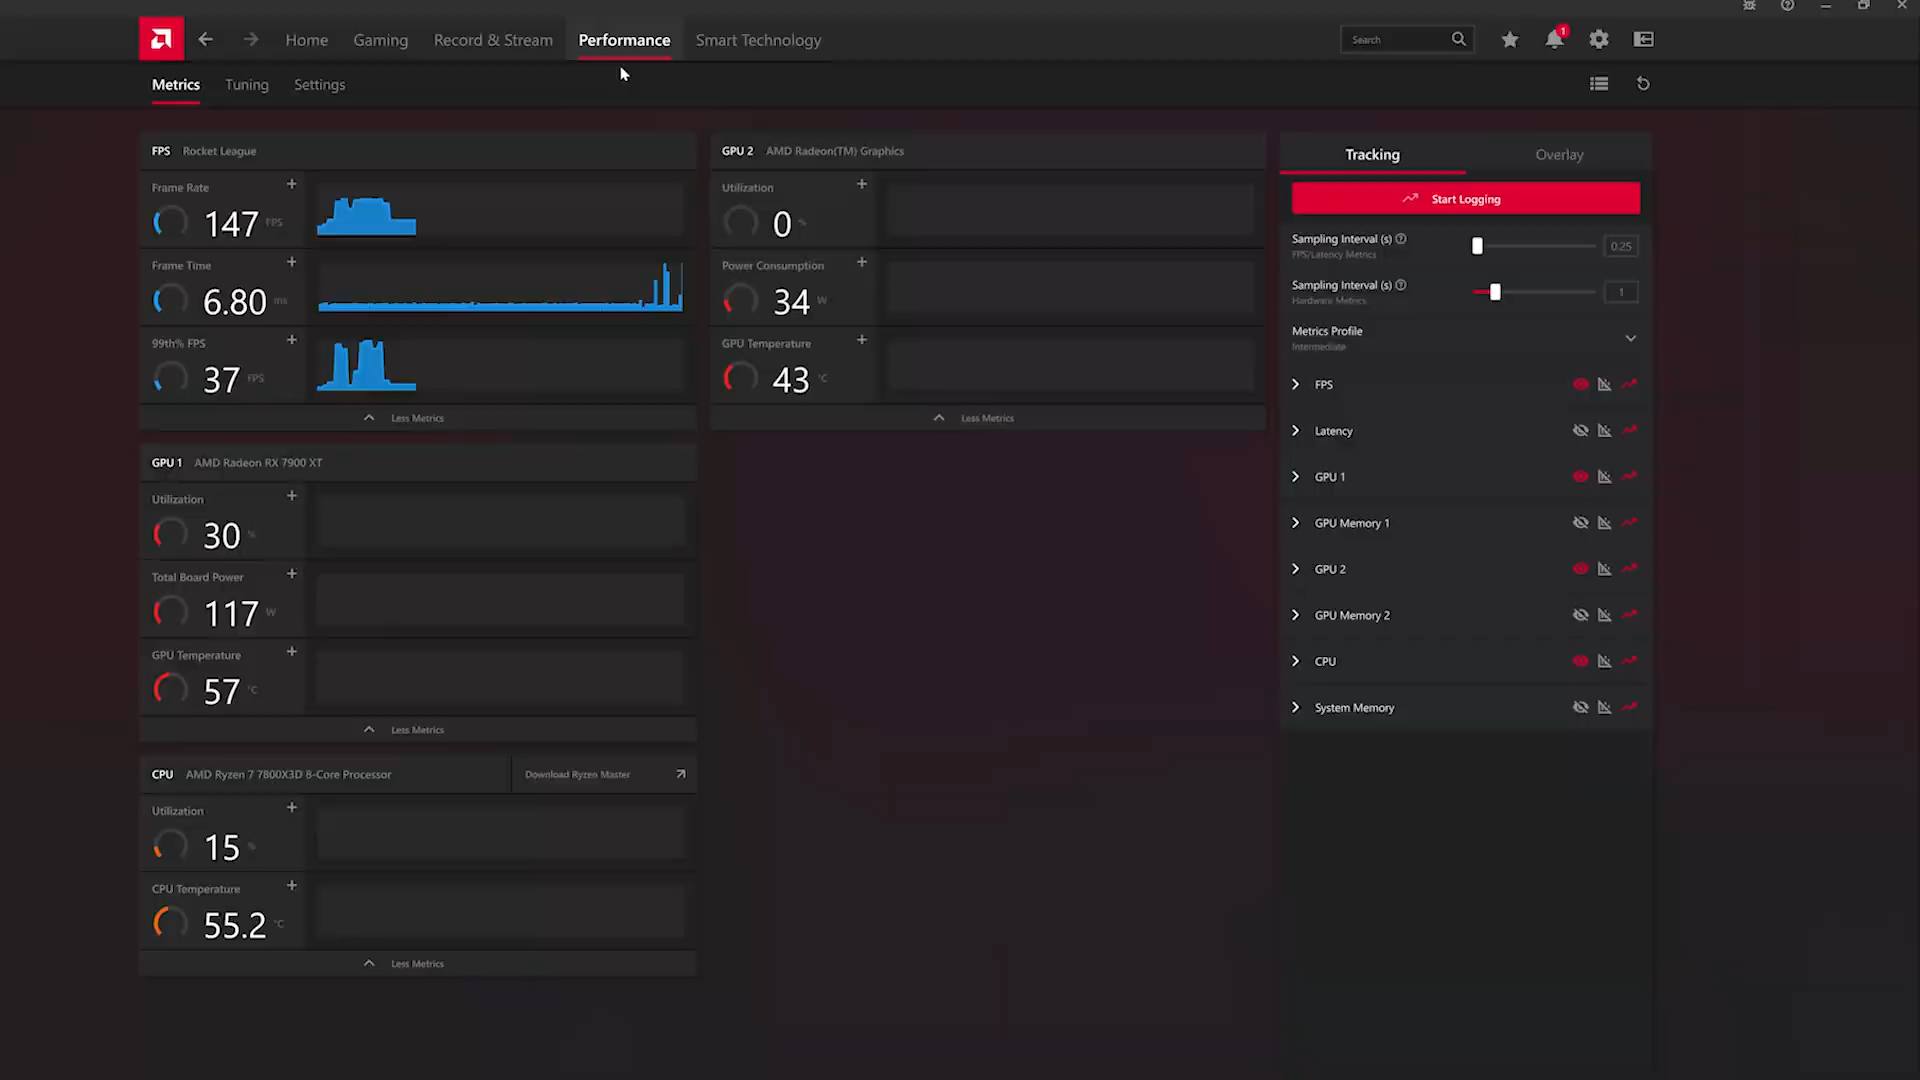 Home Gaming Record & Stream Performance Smart Technology
Search
1
Metrics Tuning Settings
FPS Rocket League
Frame Rate
147 FPS
Frame Time
6.80 ms
99th% FPS
37 FPS
Less Metrics
GPU 1 AMD Radeon RX 7900 XT
Utilization
30 %
Total Board Power
117 W
GPU Temperature
57 °C
Less Metrics
CPU AMD Ryzen 7 7800X3D 8-Core Processor
Download Ryzen Master
Utilization
15 %
CPU Temperature
55.2 °C
Less Metrics
GPU 2 AMD Radeon(TM) Graphics
Utilization
0 %
Power Consumption
34 W
GPU Temperature
43 °C
Less Metrics
Tracking Overlay
Start Logging
Sampling Interval (s)
FPS/Latency Metrics
0.25
Sampling Interval (s)
Hardware Metrics
1
Metrics Profile
Intermediate
FPS
Latency
GPU 1
GPU Memory 1
GPU 2
GPU Memory 2
CPU
System Memory